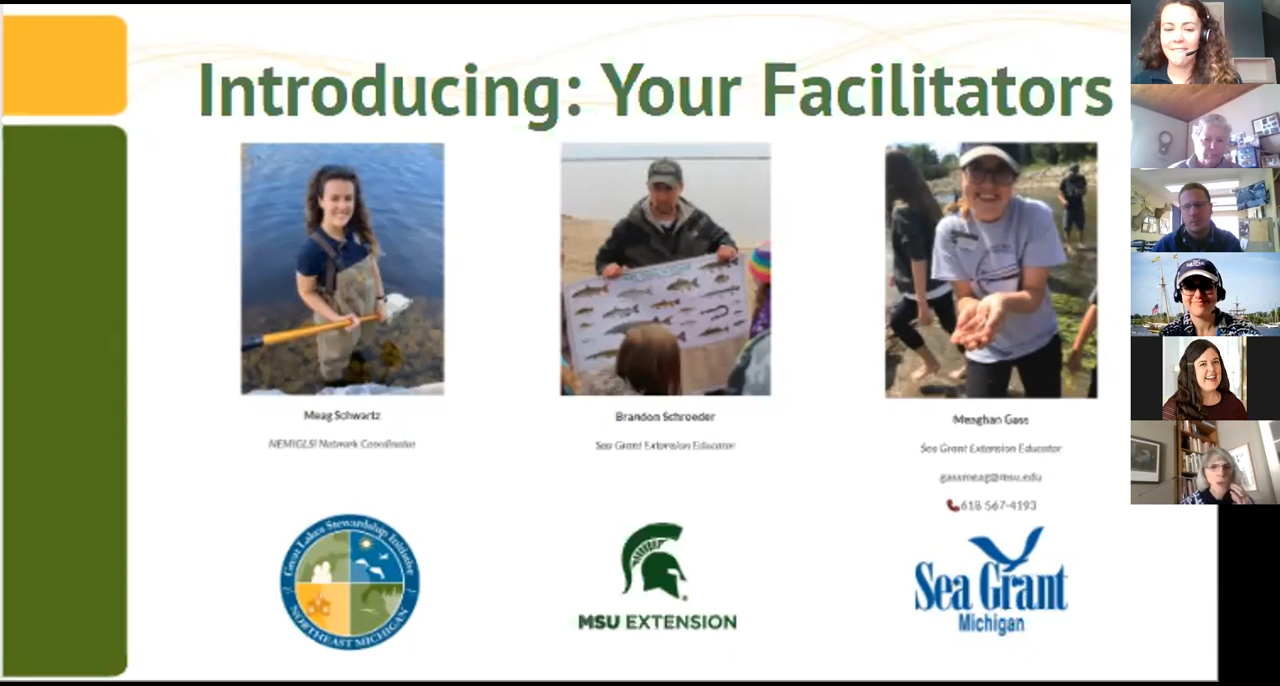 Introducing: Your Facilitators
Meag Schwartz
Brandon Schroeder
Meaghan Gass
NEMIGLSI Network Coordinator
Sea Grant Extension Educator
Sea Grant Extension Educator
gassmeag@msu.edu
618 567-4193
Great Lakes Stewardship Initiative
NORTHEAST MICHIGAN
MSU EXTENSION
Sea Grant
Michigan